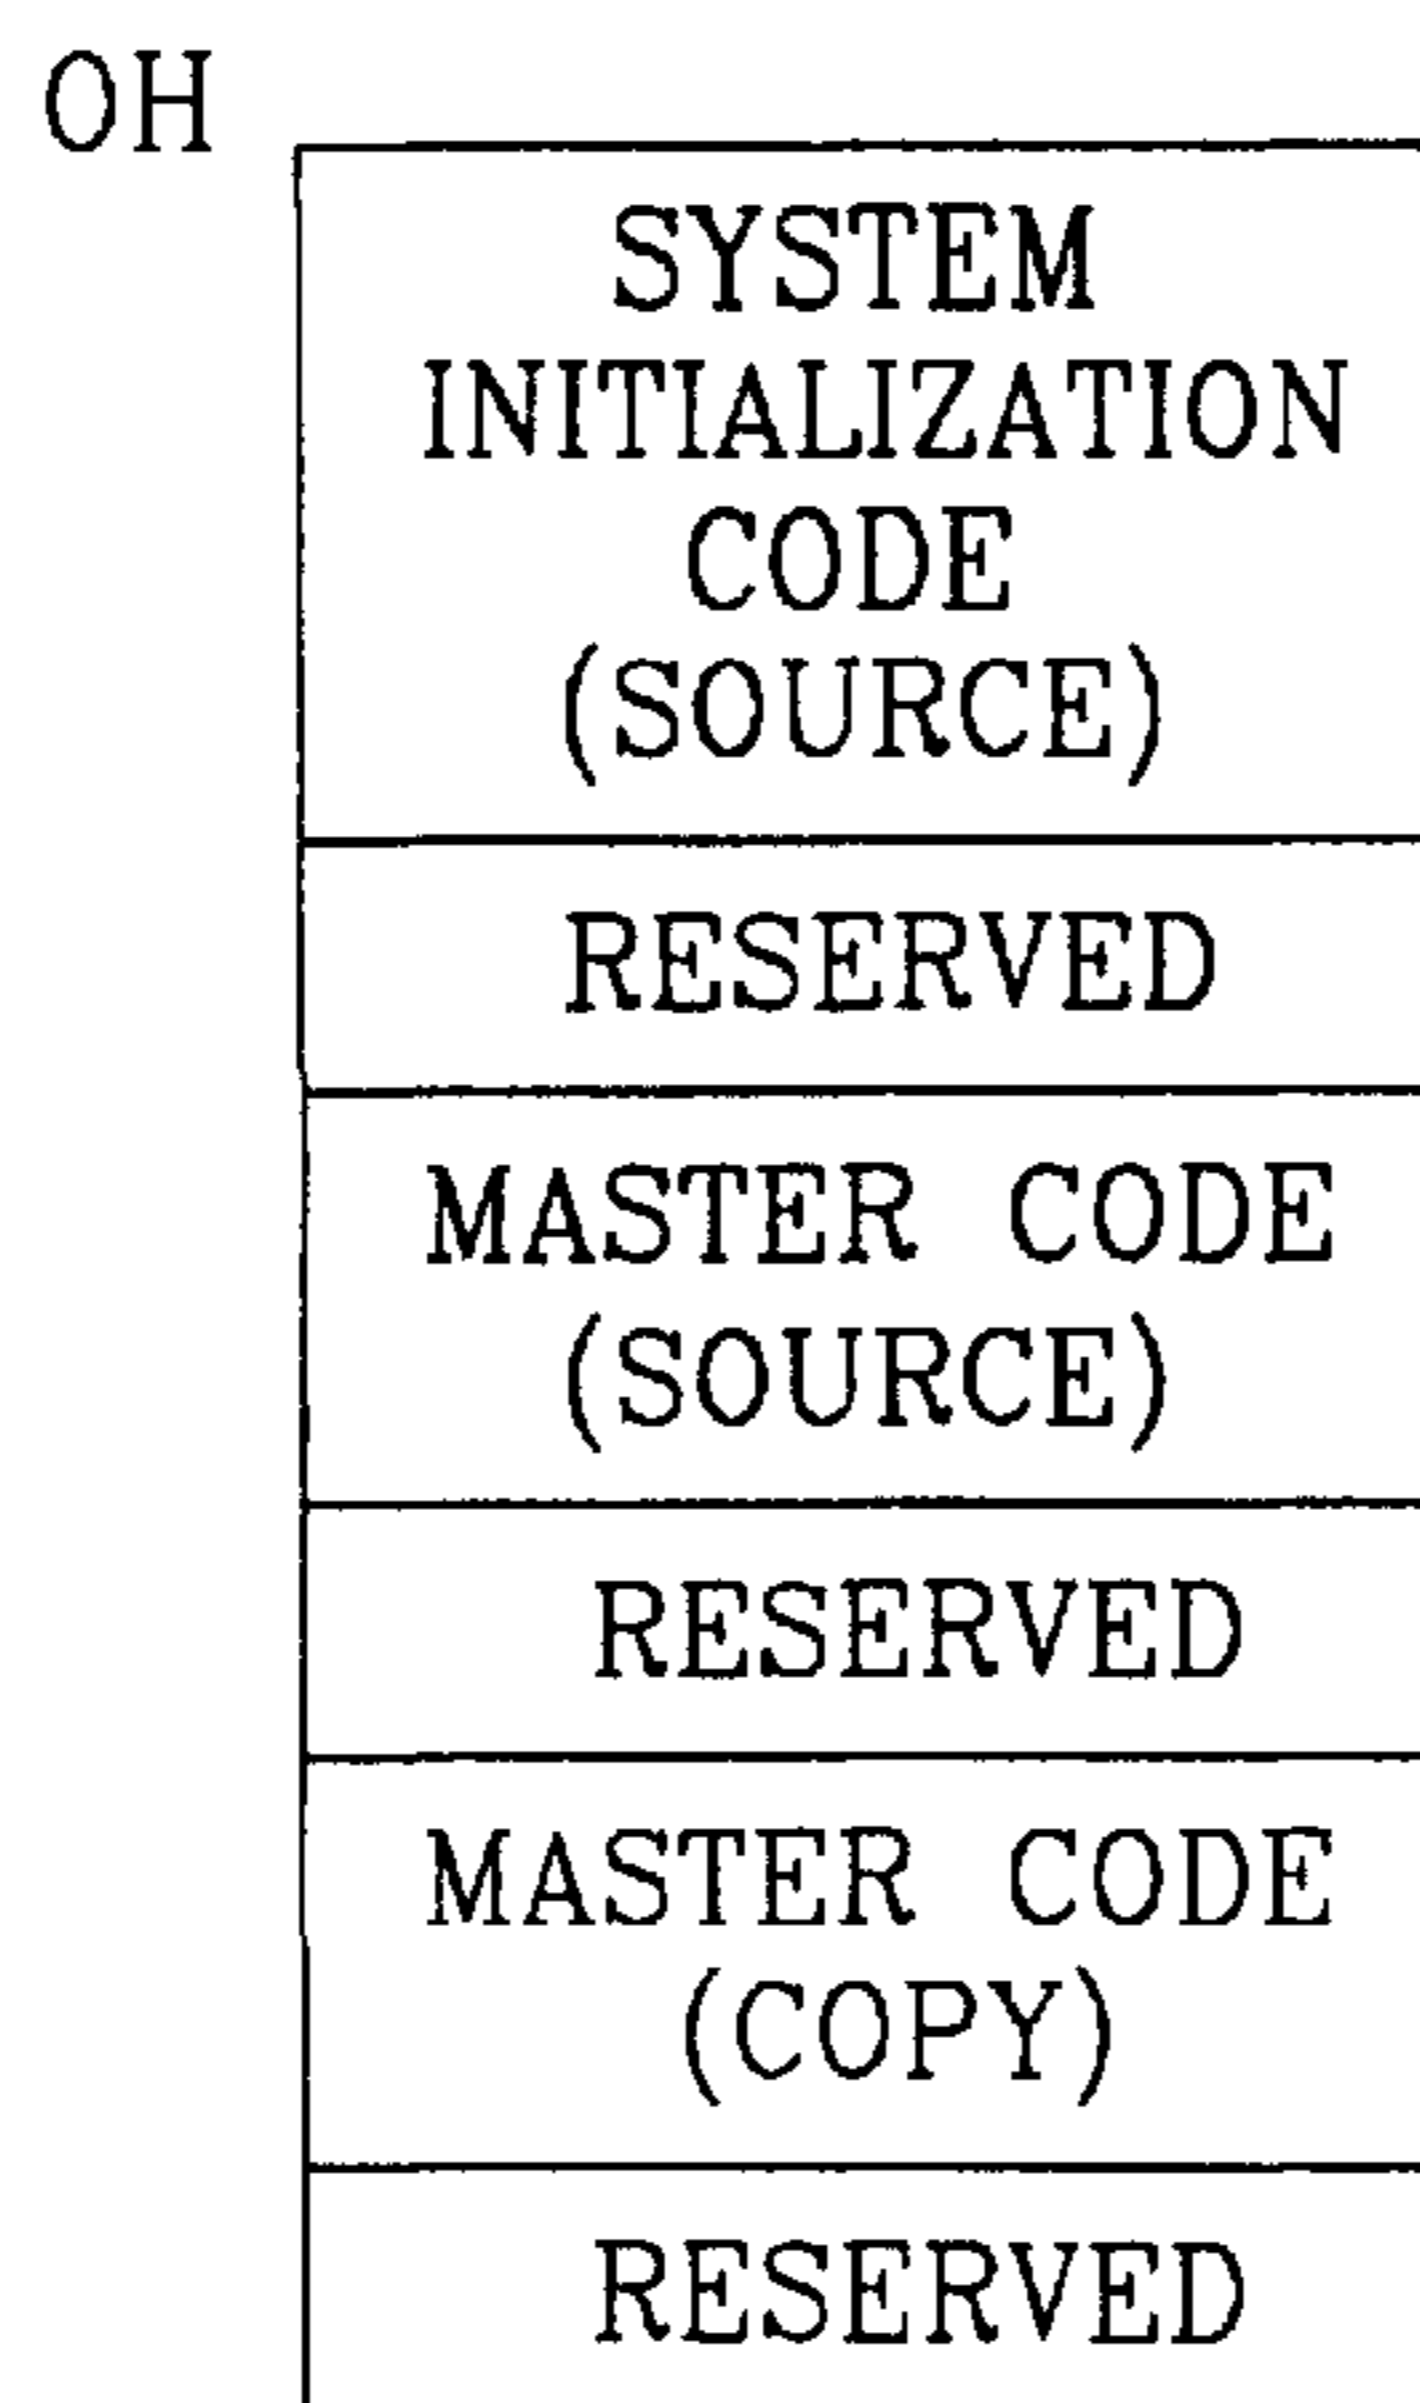 0H
SYSTEM
INITIALIZATION
CODE
(SOURCE)
RESERVED
MASTER CODE
(SOURCE)
RESERVED
MASTER CODE
(COPY)
RESERVED